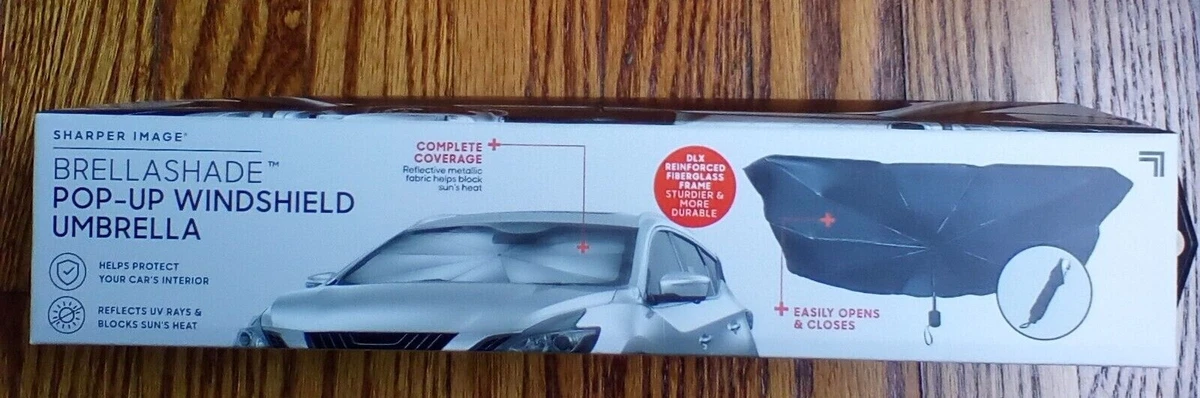 SHARPER IMAGE®
BRELLASHADE™
POP-UP WINDSHIELD
UMBRELLA
HELPS PROTECT
YOUR CAR'S INTERIOR
REFLECTS UV RAYS &
BLOCKS SUN'S HEAT
COMPLETE
COVERAGE
Reflective metallic
fabric helps block
sun's heat
DLX
REINFORCED
FIBERGLASS
FRAME
STURDIER &
MORE
DURABLE
EASILY OPENS
& CLOSES